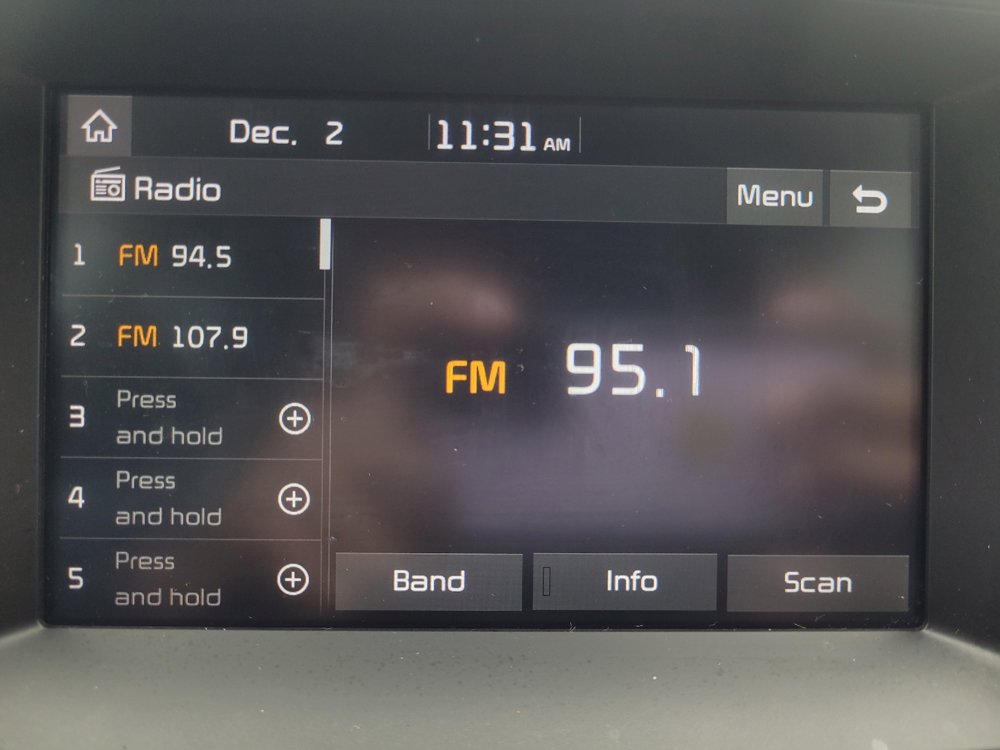 Dec. 2 11:31 AM
Radio
Menu
1 FM 94.5
2 FM 107.9
3 Press
and hold
4 Press
and hold
5 Press
and hold
FM 95.1
Band
Info
Scan